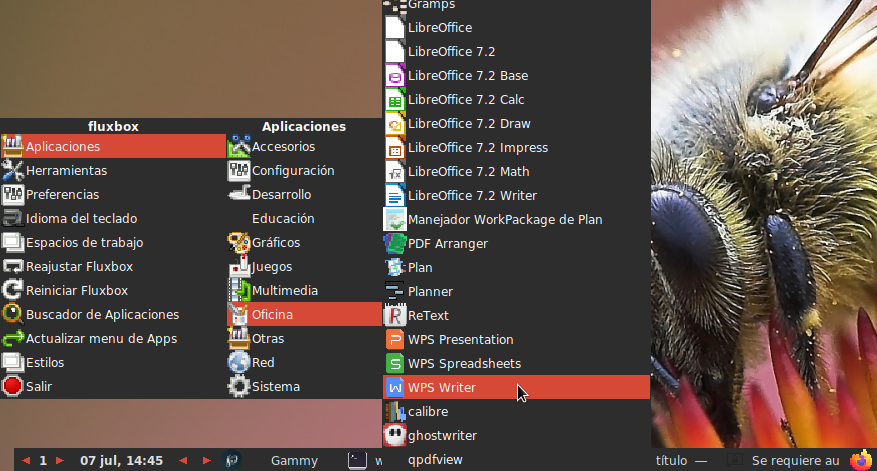 fluxbox
Aplicaciones
Herramientas
Preferencias
Idioma del teclado
Espacios de trabajo
Reajustar Fluxbox
Reiniciar Fluxbox
Buscador de Aplicaciones
Actualizar menu de Apps
Estilos
Salir
Aplicaciones
Accesorios
Configuración
Desarrollo
Educación
Gráficos
Juegos
Multimedia
Oficina
Otras
Red
Sistema
Gramps
LibreOffice
LibreOffice 7.2
LibreOffice 7.2 Base
LibreOffice 7.2 Calc
LibreOffice 7.2 Draw
LibreOffice 7.2 Impress
LibreOffice 7.2 Math
LibreOffice 7.2 Writer
Manejador WorkPackage de Plan
PDF Arranger
Plan
Planner
ReText
WPS Presentation
WPS Spreadsheets
WPS Writer
calibre
ghostwriter
qpdfview
1 07 jul, 14:45 Gammy w título — Se requiere au